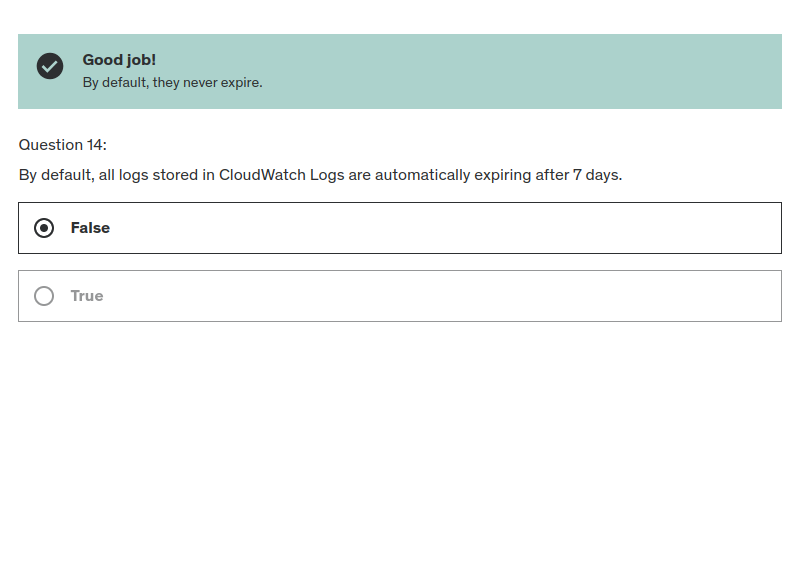 Good job!
By default, they never expire.
Question 14:
By default, all logs stored in CloudWatch Logs are automatically expiring after 7 days.
False
True